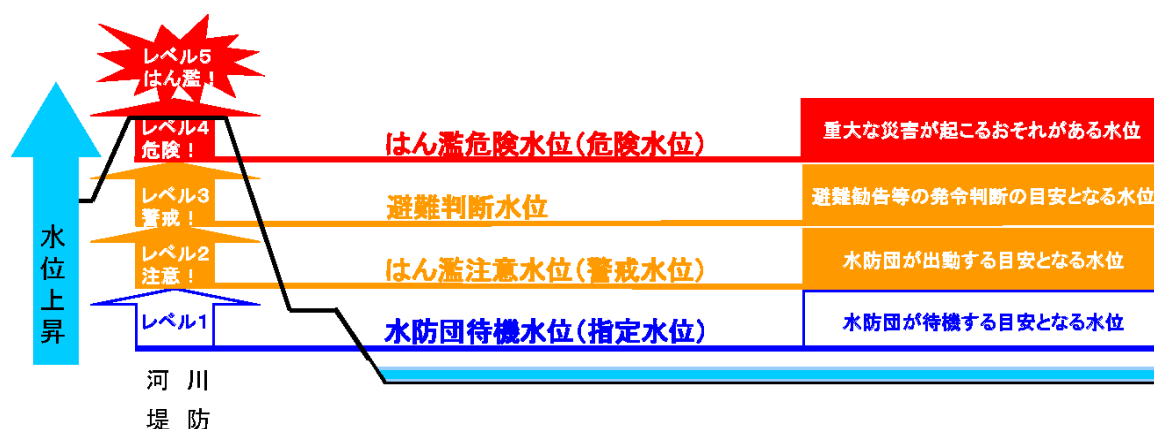 レベル5
はん濫!
レベル4
危険!
はん濫危険水位(危険水位)
重大な災害が起こるおそれがある水位
レベル3
警戒!
避難判断水位
避難勧告等の発令判断の目安となる水位
レベル2
注意!
はん濫注意水位(警戒水位)
水防団が出動する目安となる水位
レベル1
水防団待機水位(指定水位)
水防団が待機する目安となる水位
水位上昇
河川
堤防